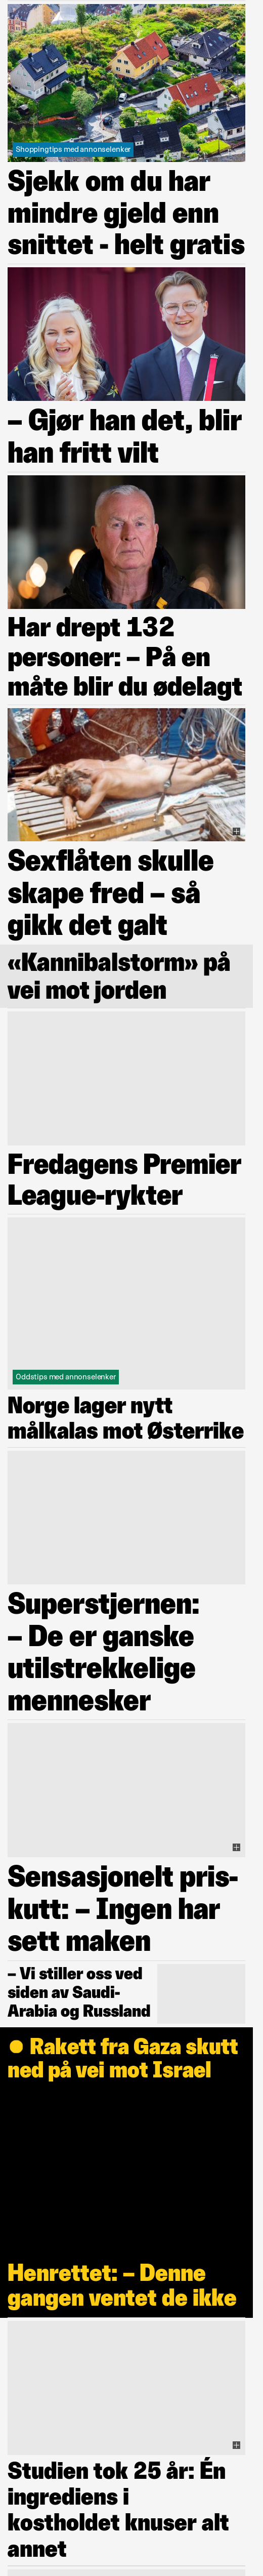 Shoppingtips med annonselenker
Sjekk om du har
mindre gjeld enn
snittet - helt gratis
– Gjør han det, blir
han fritt vilt
Har drept 132
personer: – På en
måte blir du ødelagt
Sexflåten skulle
skape fred – så
gikk det galt
«Kannibalstorm» på
vei mot jorden
Fredagens Premier
League-rykter
Oddstips med annonselenker
Norge lager nytt
målkalas mot Østerrike
Superstjernen:
– De er ganske
utilstrekkelige
mennesker
Sensasjonelt pris-
kutt: – Ingen har
sett maken
– Vi stiller oss ved
siden av Saudi-
Arabia og Russland
Rakett fra Gaza skutt
ned på vei mot Israel
Henrettet: – Denne
gangen ventet de ikke
Studien tok 25 år: Én
ingrediens i
kostholdet knuser alt
annet